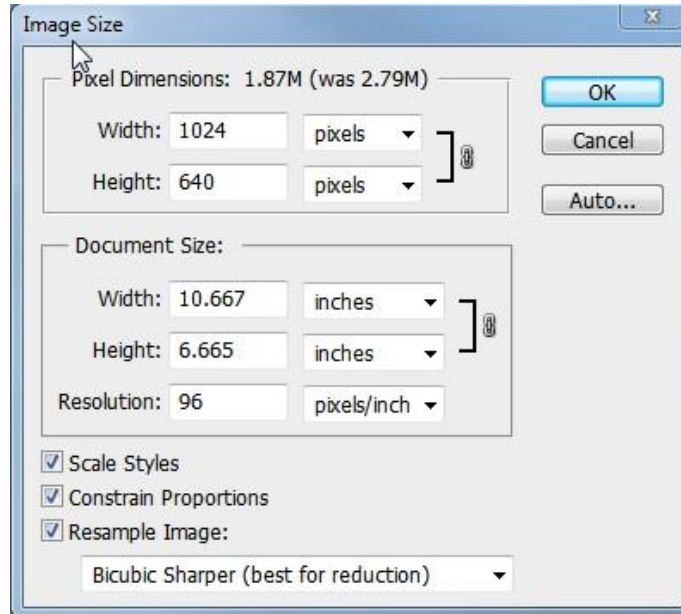 Image Size
Pixel Dimensions: 1.87M (was 2.79M)
OK
Width: 1024 pixels
Cancel
Height: 640 pixels
Auto...
Document Size:
Width: 10.667 inches
Height: 6.665 inches
Resolution: 96 pixels/inch
Scale Styles
Constrain Proportions
Resample Image:
Bicubic Sharper (best for reduction)